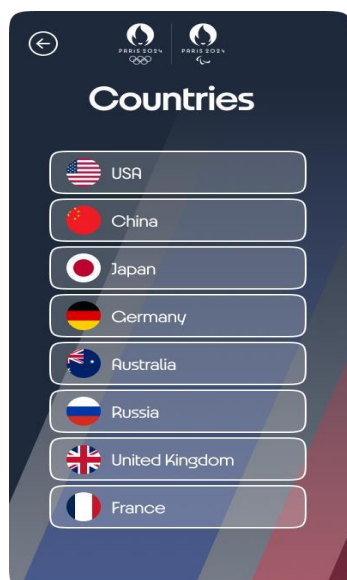 PARIS 2024 PARIS 2024
Countries
USA
China
Japan
Germany
Australia
Russia
United Kingdom
France